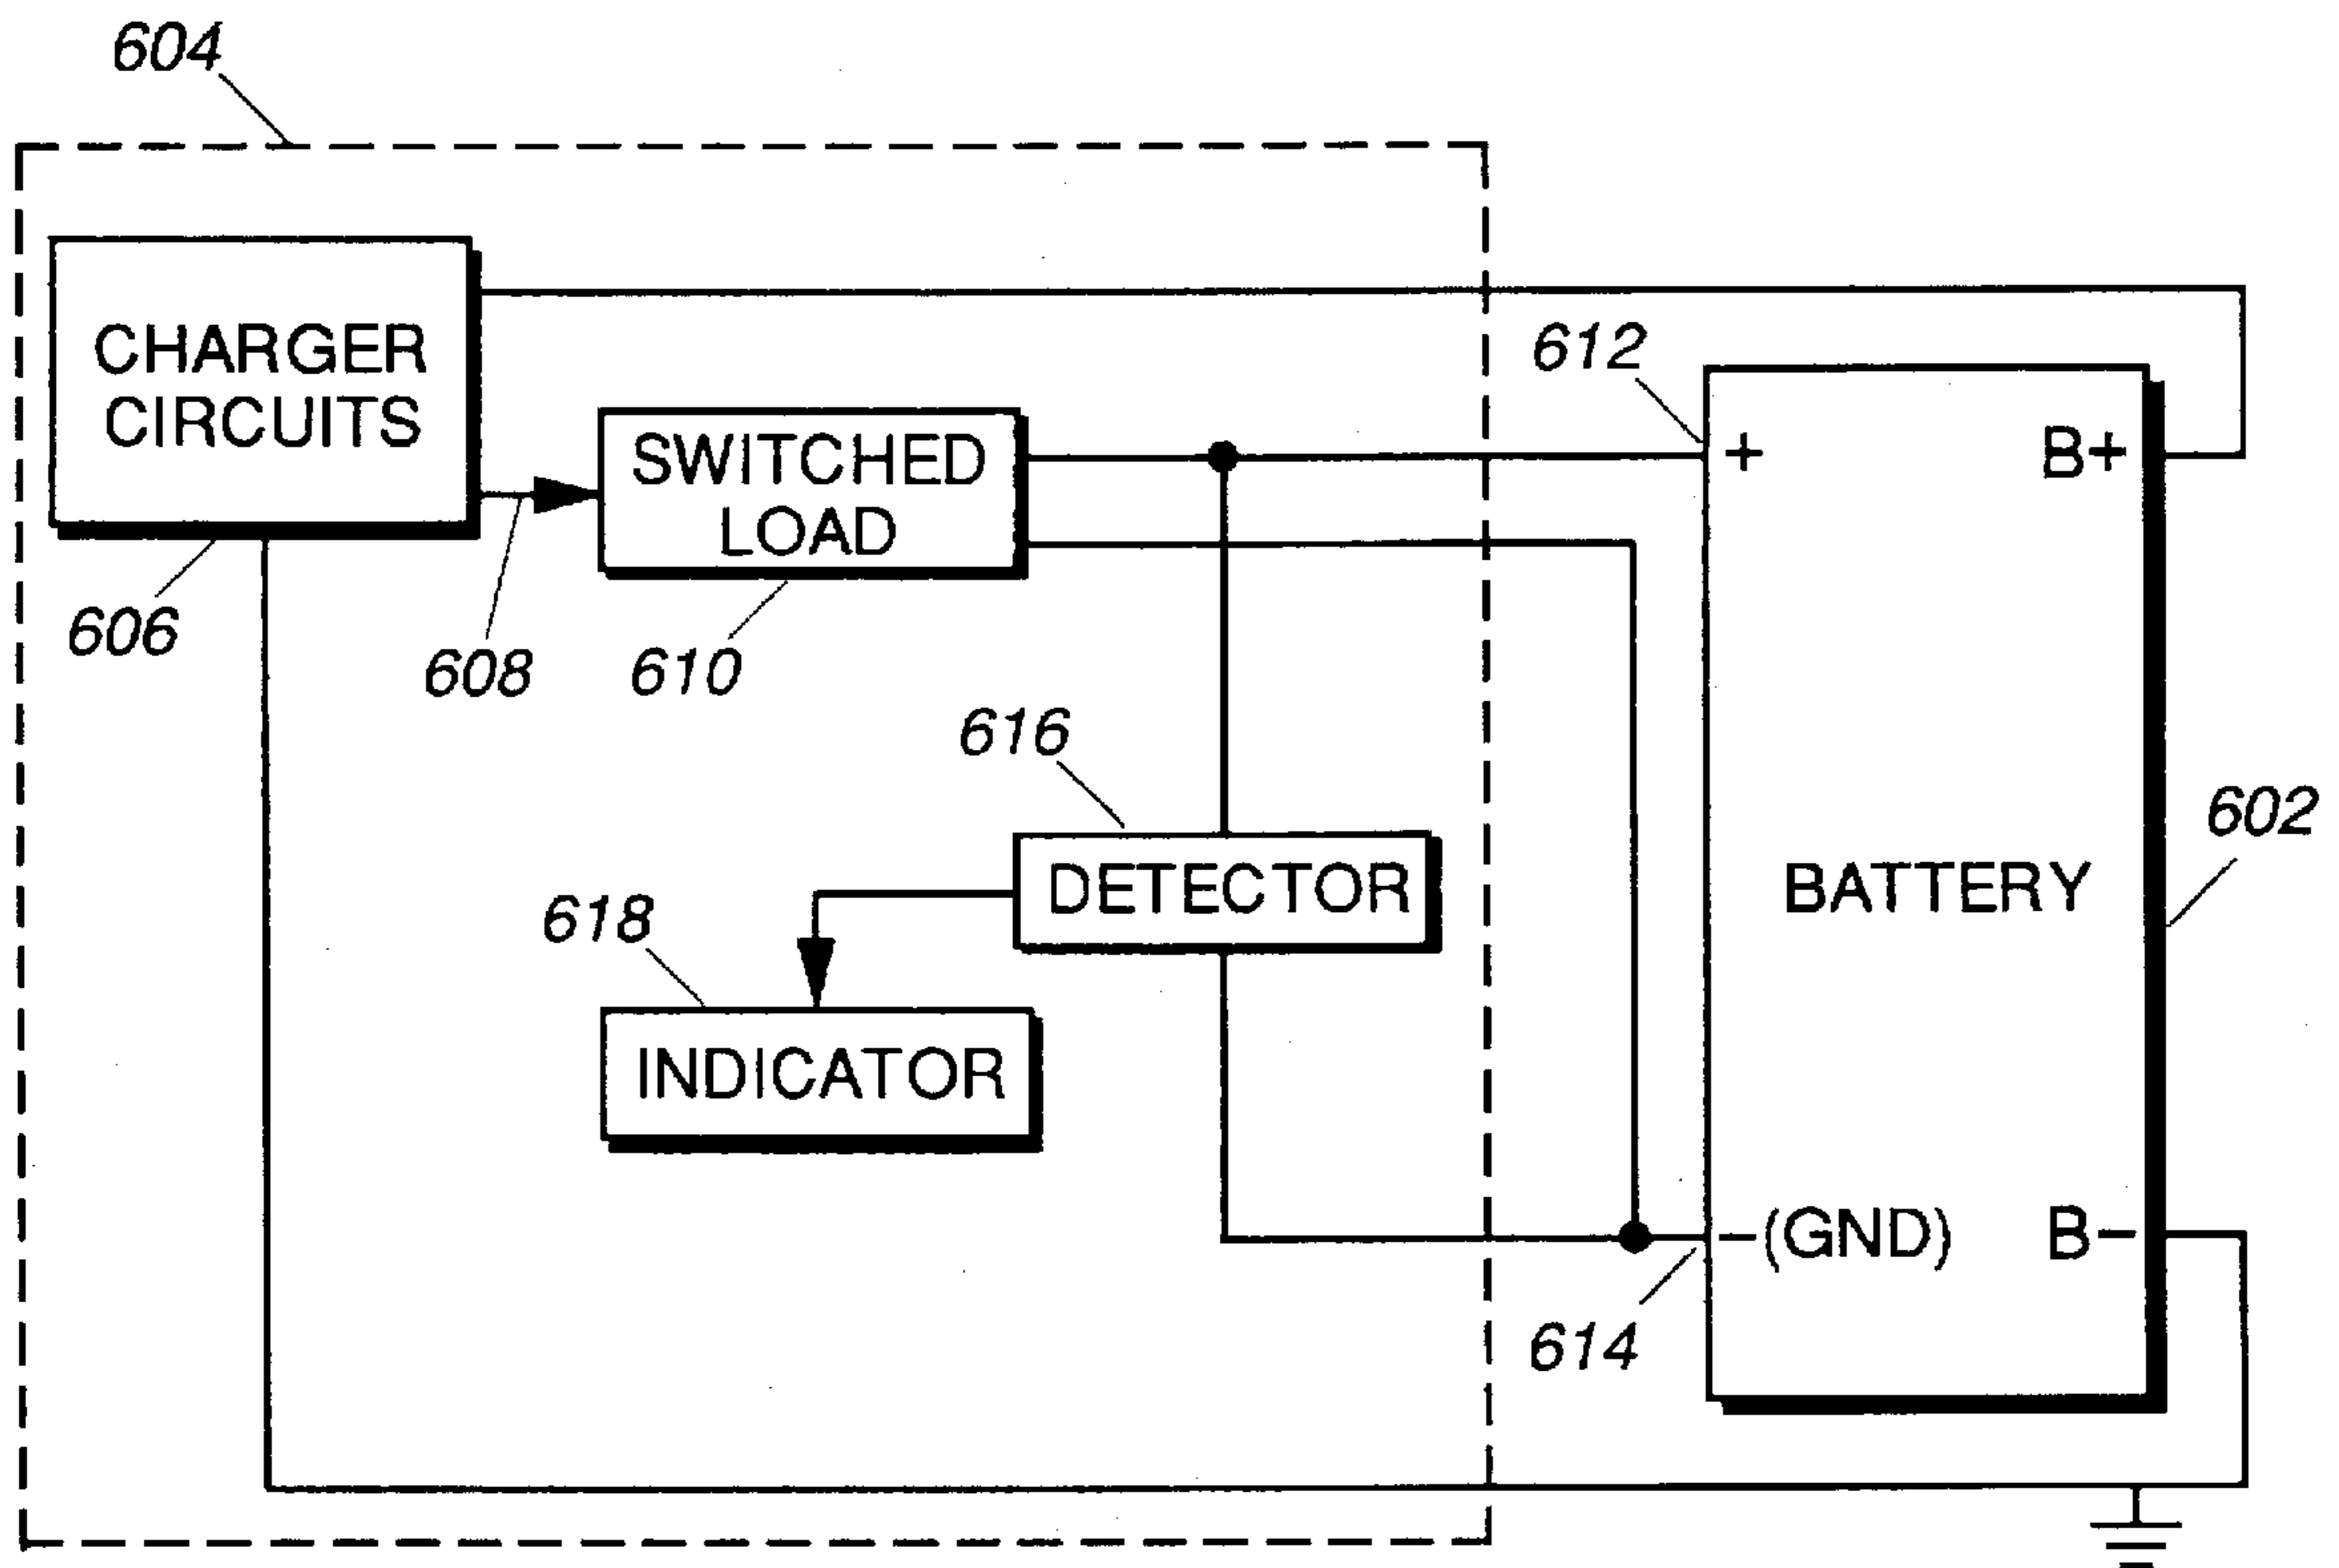 604
CHARGER
CIRCUITS
612
+
B+
SWITCHED
LOAD
606
608
610
616
602
DETECTOR
BATTERY
618
INDICATOR
−(GND)
B−
614